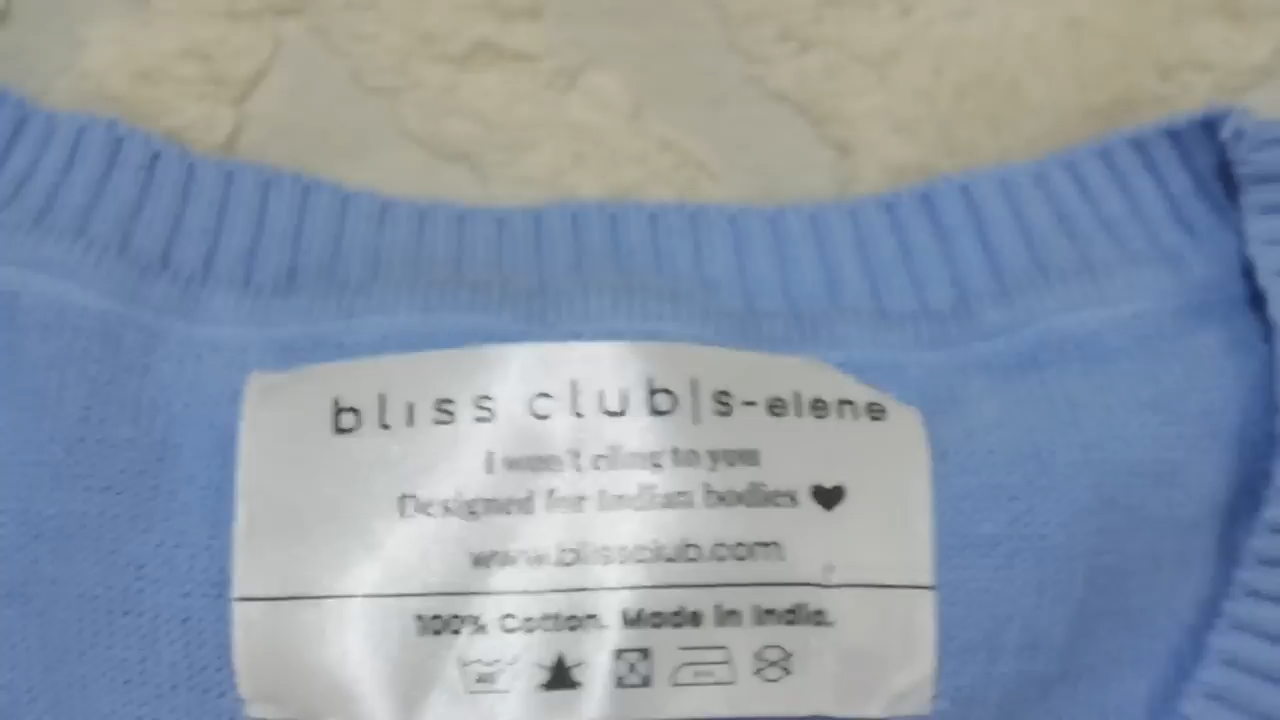 bliss club|s-elene
I won't cling to you
Designed for Indian bodies ♥
www.blissclub.com
100% Cotton. Made in India.